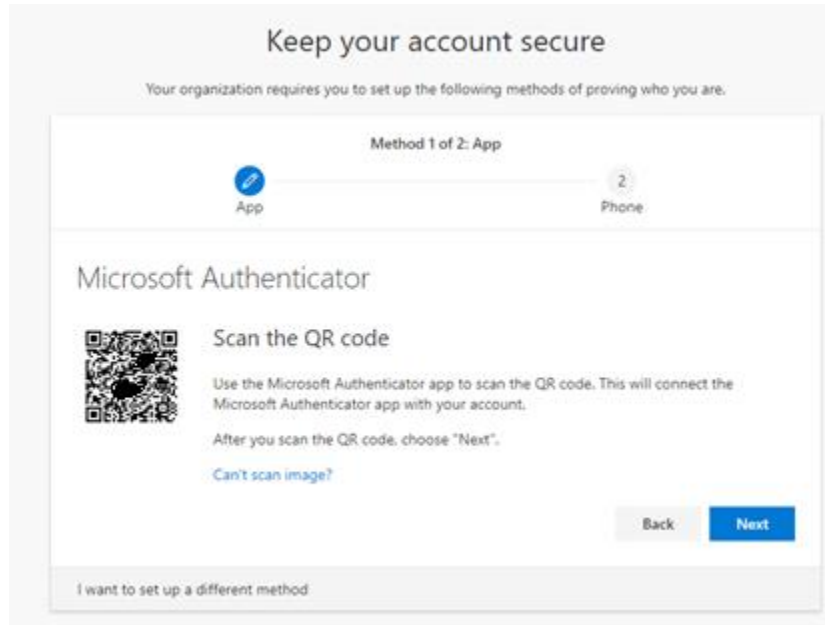 Keep your account secure
Your organization requires you to set up the following methods of proving who you are.
Method 1 of 2: App
2
App
Phone
Microsoft Authenticator
Scan the QR code
Use the Microsoft Authenticator app to scan the QR code. This will connect the
Microsoft Authenticator app with your account.
After you scan the QR code, choose "Next".
Can't scan image?
Back
Next
I want to set up a different method